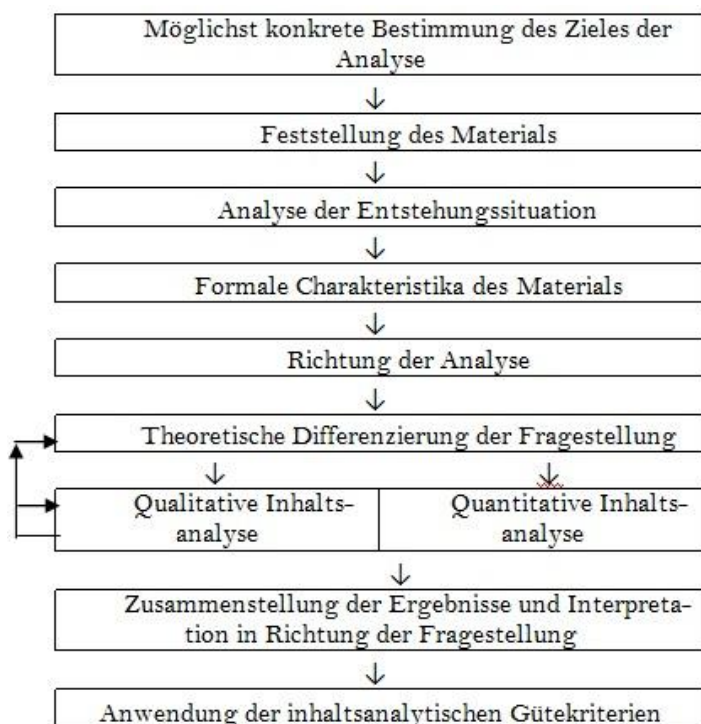 Möglichst konkrete Bestimmung des Zieles der
Analyse
↓
Feststellung des Materials
↓
Analyse der Entstehungssituation
↓
Formale Charakteristika des Materials
↓
Richtung der Analyse
↓
Theoretische Differenzierung der Fragestellung
↓ ↓
Qualitative Inhalts-
analyse
Quantitative Inhalts-
analyse
↓
Zusammenstellung der Ergebnisse und Interpreta-
tion in Richtung der Fragestellung
↓
Anwendung der inhaltsanalytischen Gütekriterien